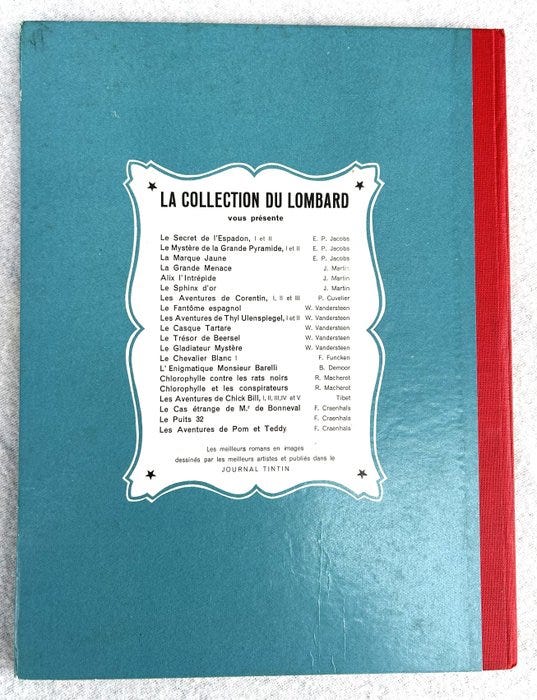 LA COLLECTION DU LOMBARD
vous présente
Le Secret de l'Espadon, I et II E. P. Jacobs
Le Mystère de la Grande Pyramide, I et II E. P. Jacobs
La Marque Jaune E. P. Jacobs
La Grande Menace J. Martin
Alix l'Intrépide J. Martin
Le Sphinx d'or J. Martin
Les Aventures de Corentin, I, II et III P. Cuvelier
Le Fantôme espagnol W. Vandersteen
Les Aventures de Thyl Ulenspiegel, I et II W. Vandersteen
Le Casque Tartare W. Vandersteen
Le Trésor de Beersel W. Vandersteen
Le Gladiateur Mystère W. Vandersteen
Le Chevalier Blanc I F. Funcken
L'Enigmatique Monsieur Barelli B. Demoor
Chlorophylle contre les rats noirs R. Macherot
Chlorophylle et les conspirateurs R. Macherot
Les Aventures de Chick Bill, I, II, III, IV et V Tibet
Le Cas étrange de Mr de Bonneval F. Craenhals
Le Puits 32 F. Craenhals
Les Aventures de Pom et Teddy F. Craenhals
Les meilleurs romans en images
dessinés par les meilleurs artistes et publiés dans le
JOURNAL TINTIN